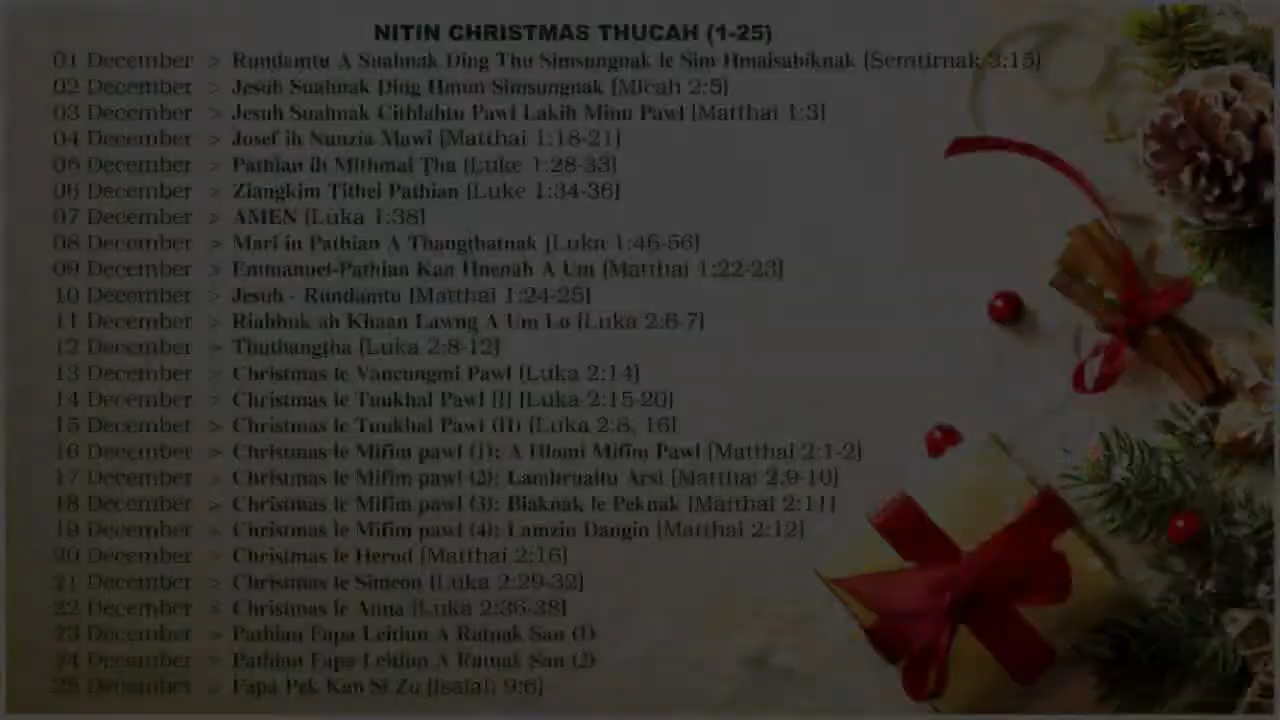 NITIN CHRISTMAS THUCAH (1-25)
01 December > Rundamtu A Suahnak Ding Thu Simsungnak le Sim Hmaisabiknak [Semtirnak 3:15]
02 December > Jesuh Suahnak Ding Hmun Simsungnak [Micah 2:5]
03 December > Jesuh Suahnak Cithlahtu Pawl Lakih Minu Pawl [Matthai 1:3]
04 December > Josef ih Nunzia Mawi [Matthai 1:18-21]
05 December > Pathian ih Mithmai Ṭha [Luke 1:28-33]
06 December > Ziangkim Tithei Pathian [Luke 1:34-36]
07 December > AMEN [Luka 1:38]
08 December > Mari in Pathian A Thangthatnak [Luka 1:46-56]
09 December > Emmanuel-Pathian Kan Hnenah A Um [Matthai 1:22-23]
10 December > Jesuh - Rundamtu [Matthai 1:24-25]
11 December > Riahbuk ah Khaan Lawng A Um Lo [Luka 2:6-7]
12 December > Thuthangṭha [Luka 2:8-12]
13 December > Christmas le Vancungmi Pawl [Luka 2:14]
14 December > Christmas le Tuukhal Pawl [I] [Luka 2:15-20]
15 December > Christmas le Tuukhal Pawl (II) [Luka 2:8, 16]
16 December > Christmas le Mifim pawl (1): A Hlomi Mifim Pawl [Matthai 2:1-2]
17 December > Christmas le Mifim pawl (2): Lamhruaitu Arsi [Matthai 2.9-10]
18 December > Christmas le Mifim pawl (3): Biaknak le Peknak [Matthai 2:11]
19 December > Christmas le Mifim pawl (4): Lamzin Dangin [Matthai 2:12]
20 December > Christmas le Herod [Matthai 2:16]
21 December > Christmas le Simeon [Luka 2:29-32]
22 December > Christmas le Anna [Luka 2:36-38]
23 December > Pathian Fapa Leitlun A Ratnak San (1)
24 December > Pathian Fapa Leitlun A Ratnak San (2)
25 December > Fapa Pek Kan Si Zo [Isaiah 9:6]